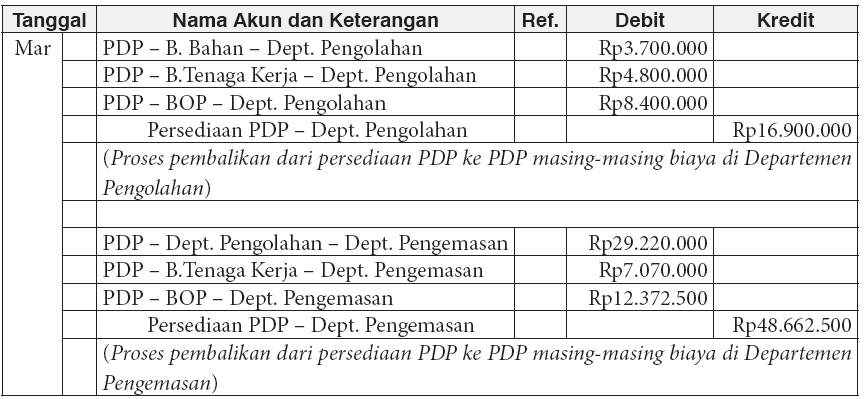 Tanggal Nama Akun dan Keterangan Ref. Debit Kredit
Mar PDP – B. Bahan – Dept. Pengolahan Rp3.700.000
PDP – B.Tenaga Kerja – Dept. Pengolahan Rp4.800.000
PDP – BOP – Dept. Pengolahan Rp8.400.000
Persediaan PDP – Dept. Pengolahan Rp16.900.000
(Proses pembalikan dari persediaan PDP ke PDP masing-masing biaya di Departemen
Pengolahan)
PDP – Dept. Pengolahan – Dept. Pengemasan Rp29.220.000
PDP – B.Tenaga Kerja – Dept. Pengemasan Rp7.070.000
PDP – BOP – Dept. Pengemasan Rp12.372.500
Persediaan PDP – Dept. Pengemasan Rp48.662.500
(Proses pembalikan dari persediaan PDP ke PDP masing-masing biaya di Departemen
Pengemasan)